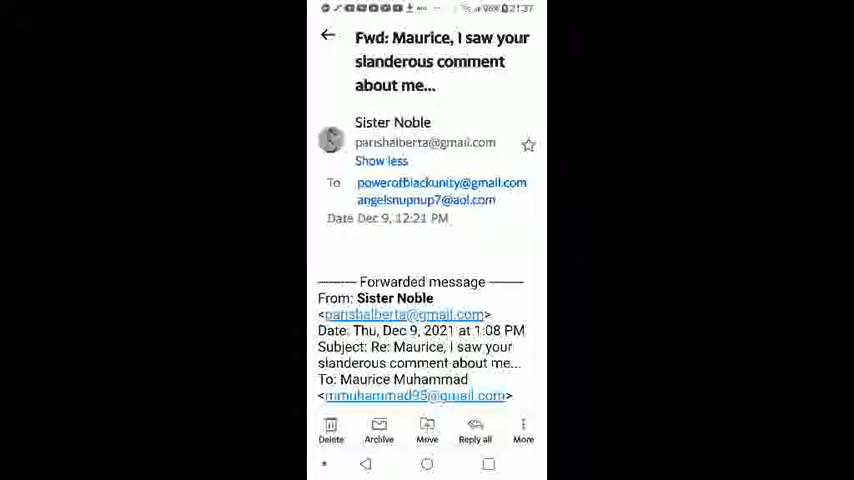 96% 21:37
Fwd: Maurice, I saw your
slanderous comment
about me...
Sister Noble
parishalberta@gmail.com
Show less
To powerofblackunity@gmail.com
angelsnupnup7@aol.com
Date Dec 9, 12:21 PM
Forwarded message
From: Sister Noble
<parishalberta@gmail.com>
Date: Thu, Dec 9, 2021 at 1:08 PM
Subject: Re: Maurice, I saw your
slanderous comment about me...
To: Maurice Muhammad
<mmuhammad95@gmail.com>
Delete Archive Move Reply all More